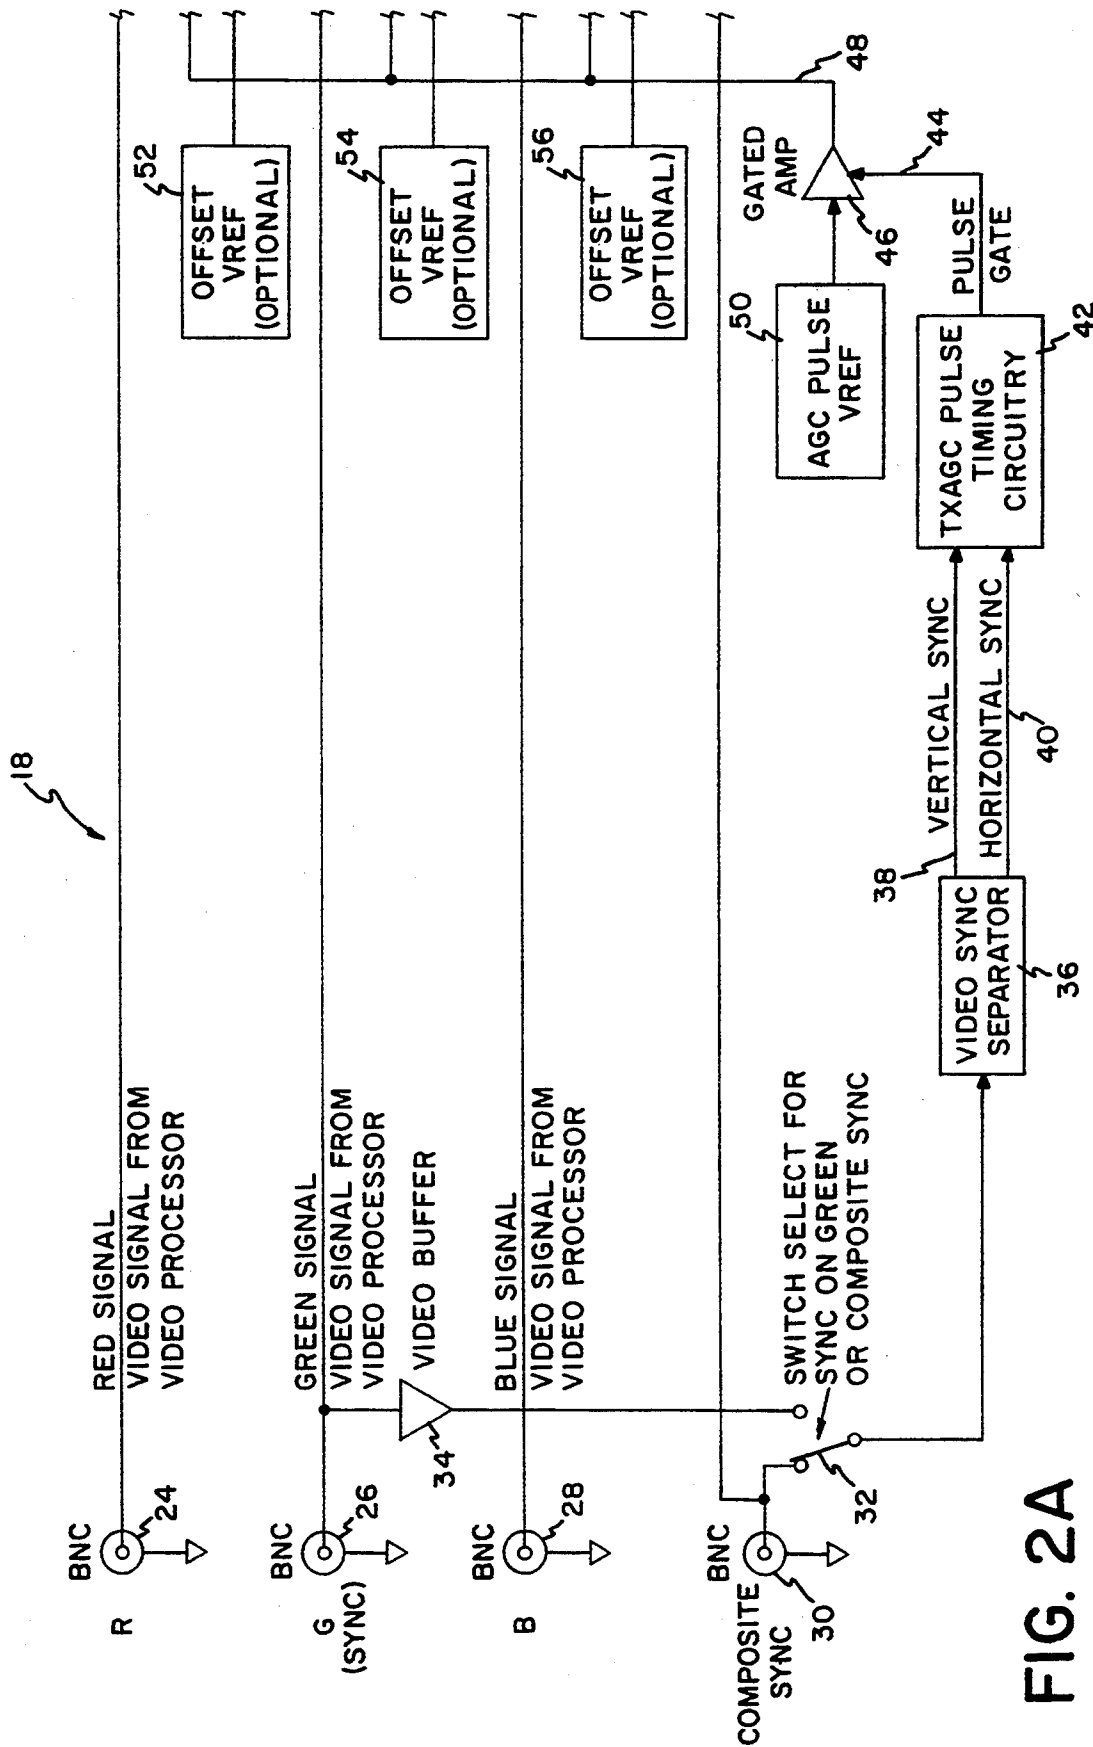 18
R
BNC
24
RED SIGNAL
VIDEO SIGNAL FROM
VIDEO PROCESSOR
52
OFFSET
VREF
(OPTIONAL)
G
(SYNC)
BNC
26
GREEN SIGNAL
VIDEO SIGNAL FROM
VIDEO PROCESSOR
34
VIDEO BUFFER
54
OFFSET
VREF
(OPTIONAL)
B
BNC
28
BLUE SIGNAL
VIDEO SIGNAL FROM
VIDEO PROCESSOR
56
OFFSET
VREF
(OPTIONAL)
COMPOSITE
SYNC
BNC
30
32
SWITCH SELECT FOR
SYNC ON GREEN
OR COMPOSITE SYNC
VIDEO SYNC
SEPARATOR
36
38
VERTICAL SYNC
HORIZONTAL SYNC
40
50
AGC PULSE
VREF
TXAGC PULSE
TIMING
CIRCUITRY
42
PULSE
GATE
GATED
AMP
46
44
48
FIG. 2A